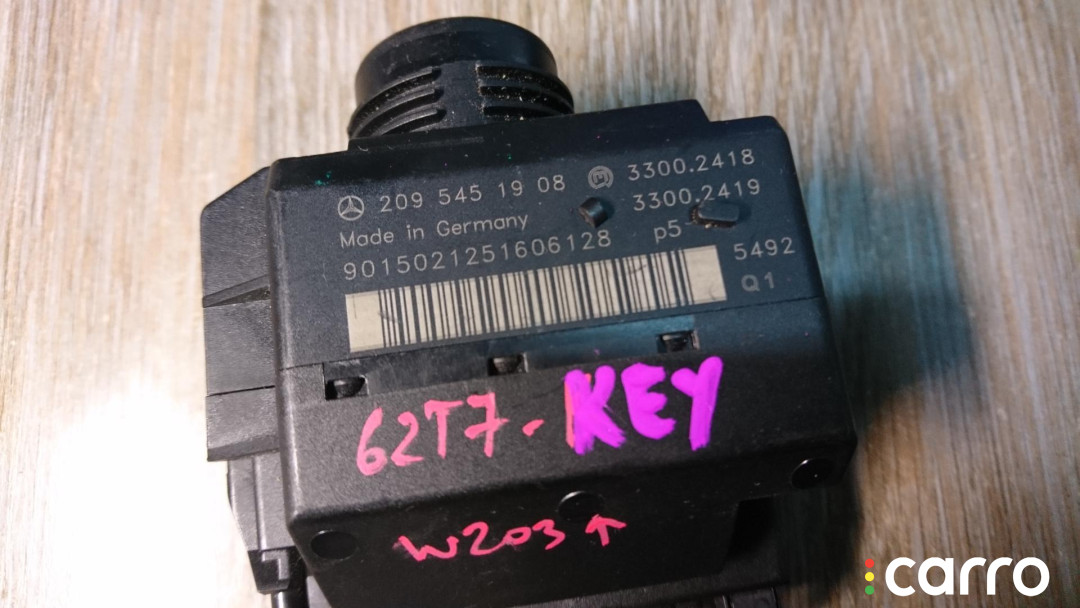 209 545 19 08 3300.2418
Made in Germany 3300.2419
9015021251606128 p5
5492
Q1
62T7-KEY
W203↑
carro